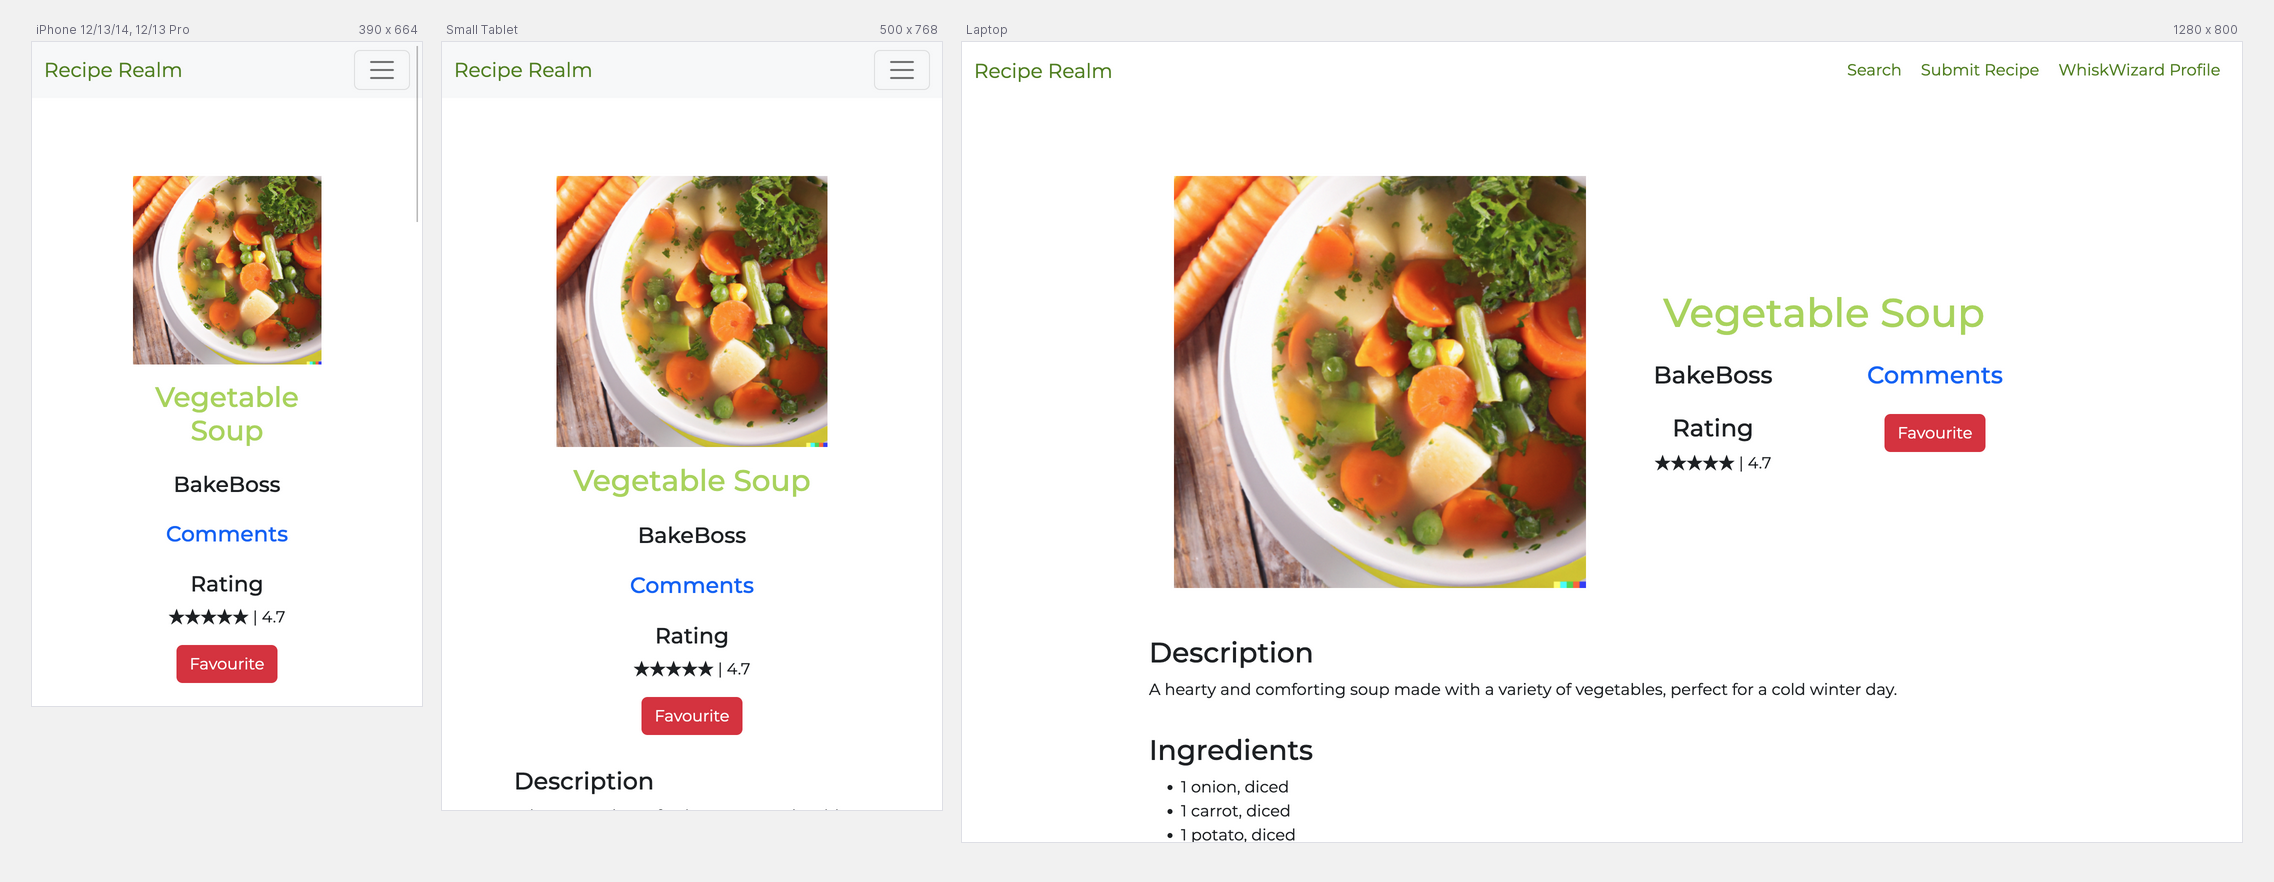 iPhone 12/13/14, 12/13 Pro 390 x 664
Recipe Realm
Vegetable
Soup
BakeBoss
Comments
Rating
★★★★★ | 4.7
Favourite
Small Tablet 500 x 768
Recipe Realm
Vegetable Soup
BakeBoss
Comments
Rating
★★★★★ | 4.7
Favourite
Description
Laptop 1280 x 800
Recipe Realm Search Submit Recipe WhiskWizard Profile
Vegetable Soup
BakeBoss Comments
Rating Favourite
★★★★★ | 4.7
Description
A hearty and comforting soup made with a variety of vegetables, perfect for a cold winter day.
Ingredients
• 1 onion, diced
• 1 carrot, diced
• 1 potato, diced